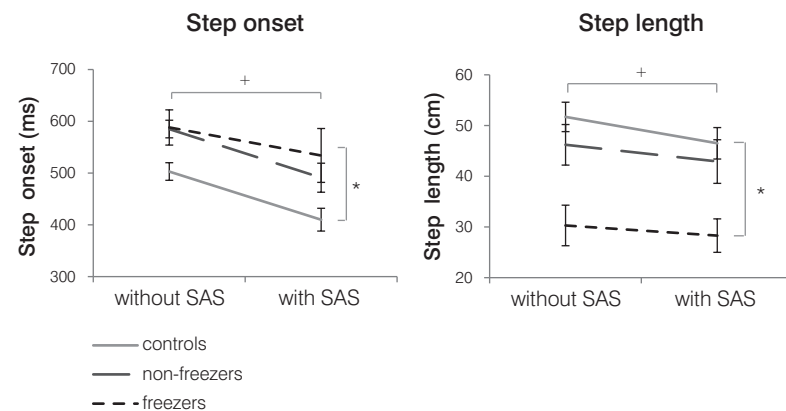 Step onset
Step onset (ms)
700
600
500
400
300
+
*
without SAS
with SAS
Step length
Step length (cm)
60
50
40
30
20
+
*
without SAS
with SAS
controls
non-freezers
freezers